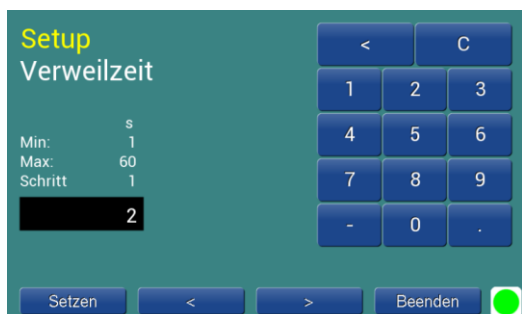 Setup
Verweilzeit
s
Min: 1
Max: 60
Schritt 1
2
< C
1 2 3
4 5 6
7 8 9
- 0 .
Setzen < > Beenden